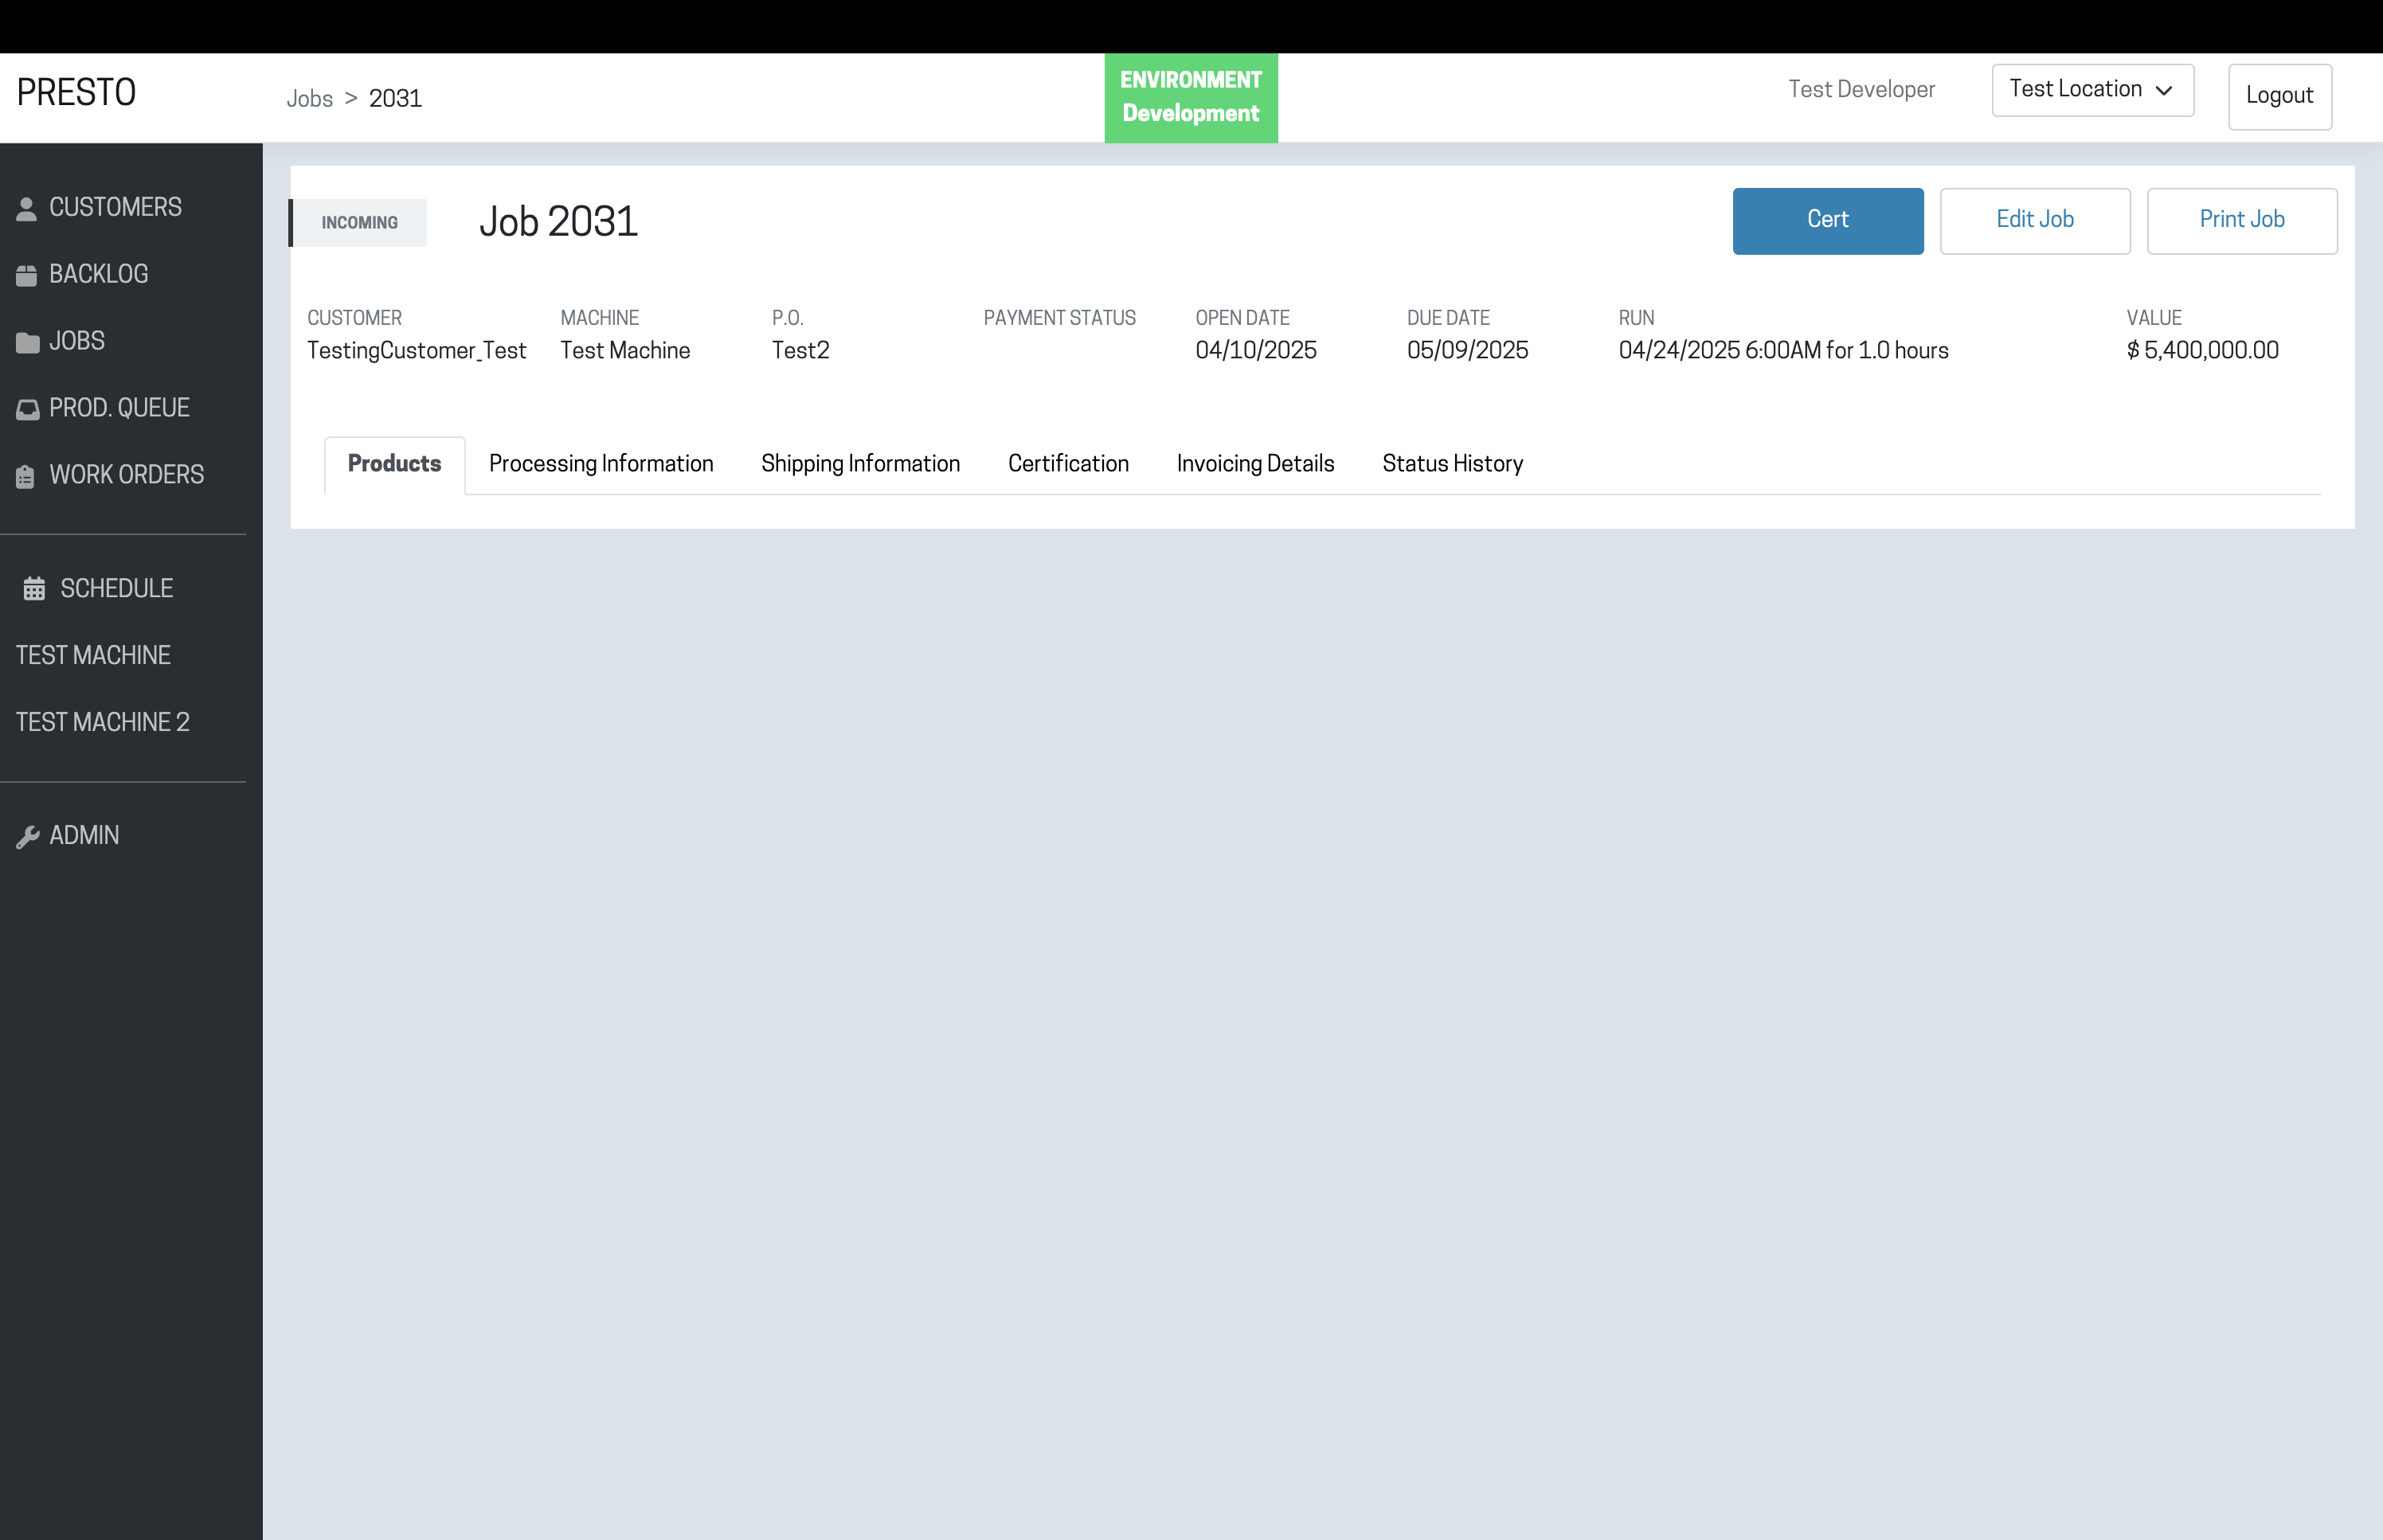 PRESTO
Jobs > 2031
ENVIRONMENT
Development
Test Developer
Test Location
Logout
CUSTOMERS
BACKLOG
JOBS
PROD. QUEUE
WORK ORDERS
SCHEDULE
TEST MACHINE
TEST MACHINE 2
ADMIN
INCOMING
Job 2031
Cert
Edit Job
Print Job
CUSTOMER
TestingCustomer_Test
MACHINE
Test Machine
P.O.
Test2
PAYMENT STATUS
OPEN DATE
04/10/2025
DUE DATE
05/09/2025
RUN
04/24/2025 6:00AM for 1.0 hours
VALUE
$ 5,400,000.00
Products
Processing Information
Shipping Information
Certification
Invoicing Details
Status History